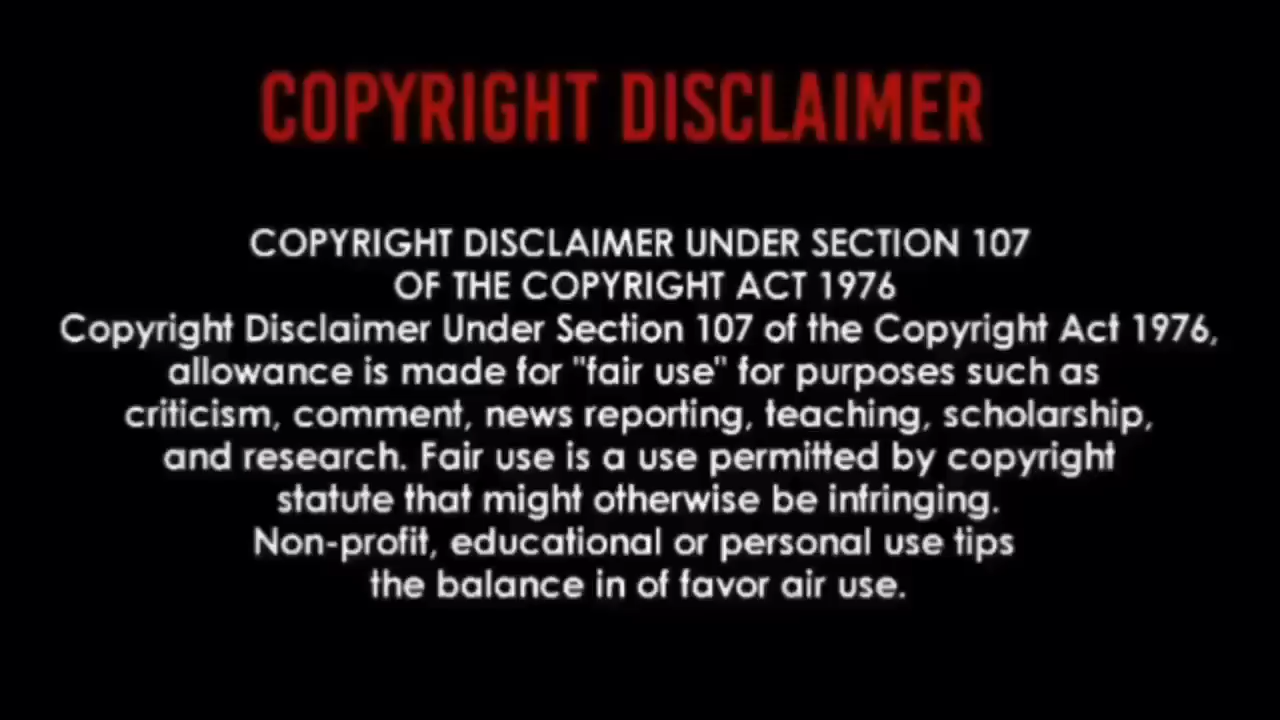 COPYRIGHT DISCLAIMER
COPYRIGHT DISCLAIMER UNDER SECTION 107
OF THE COPYRIGHT ACT 1976
Copyright Disclaimer Under Section 107 of the Copyright Act 1976,
allowance is made for "fair use" for purposes such as
criticism, comment, news reporting, teaching, scholarship,
and research. Fair use is a use permitted by copyright
statute that might otherwise be infringing.
Non-profit, educational or personal use tips
the balance in of favor air use.